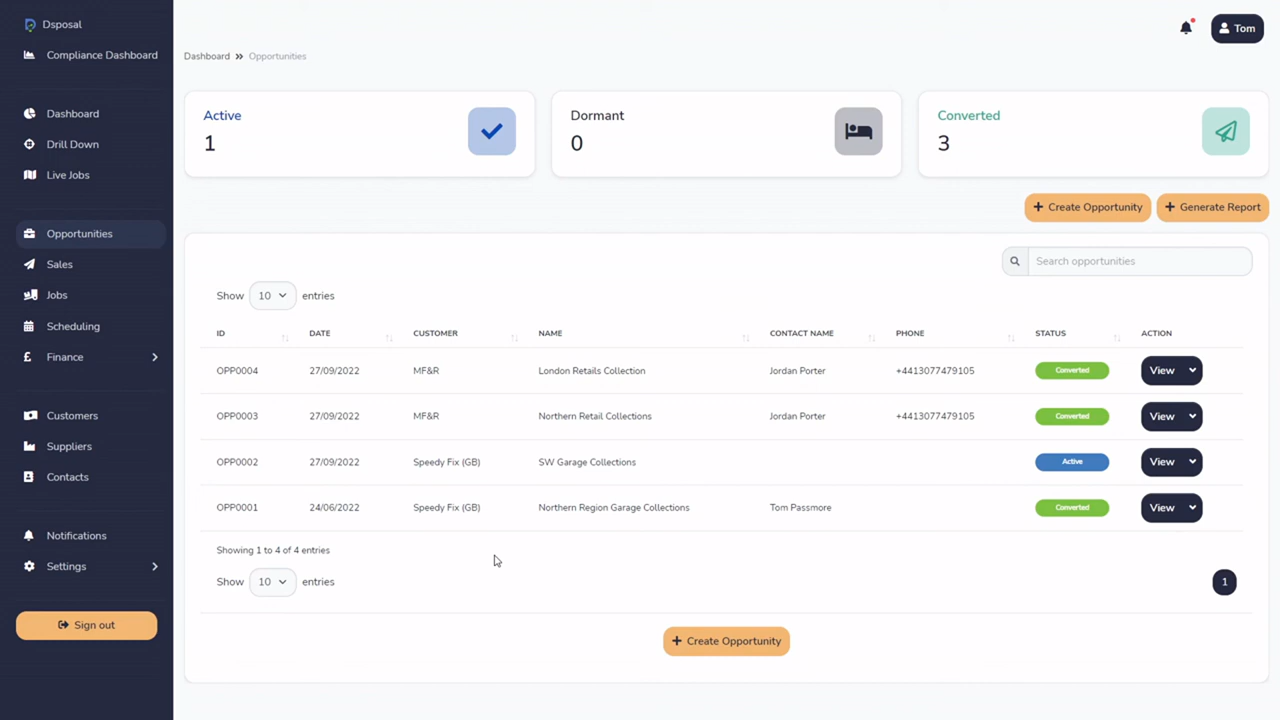 Dsposal
Compliance Dashboard
Dashboard
Drill Down
Live Jobs
Opportunities
Sales
Jobs
Scheduling
Finance
Customers
Suppliers
Contacts
Notifications
Settings
Sign out
Tom
Dashboard » Opportunities
Active
1
Dormant
0
Converted
3
+ Create Opportunity + Generate Report
Search opportunities
Show 10 entries
ID DATE CUSTOMER NAME CONTACT NAME PHONE STATUS ACTION
OPP0004 27/09/2022 MF&R London Retails Collection Jordan Porter +4413077479105 Converted View
OPP0003 27/09/2022 MF&R Northern Retail Collections Jordan Porter +4413077479105 Converted View
OPP0002 27/09/2022 Speedy Fix (GB) SW Garage Collections Active View
OPP0001 24/06/2022 Speedy Fix (GB) Northern Region Garage Collections Tom Passmore Converted View
Showing 1 to 4 of 4 entries
Show 10 entries
1
+ Create Opportunity